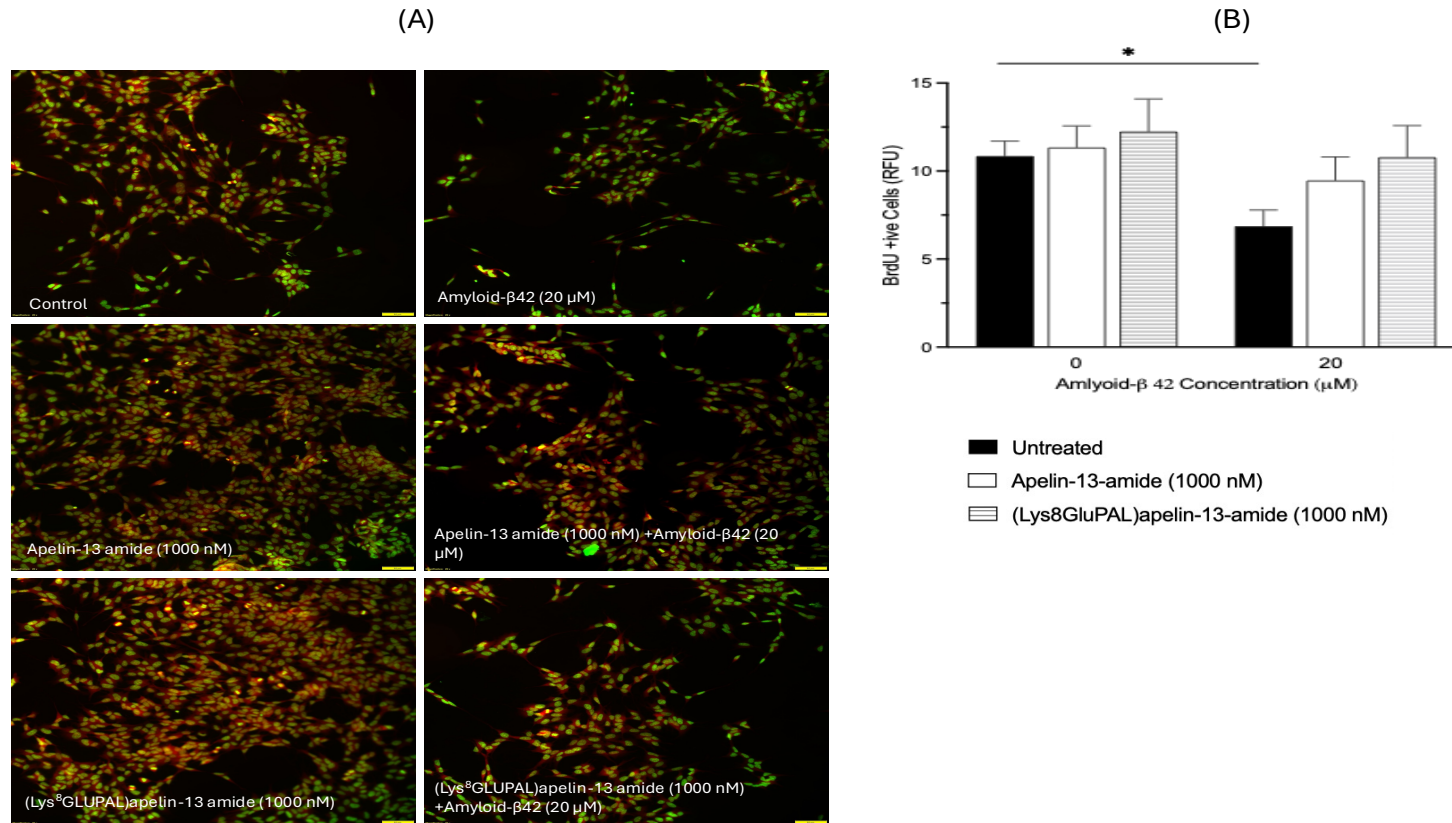 (A)
Control
Amyloid-β42 (20 µM)
Apelin-13 amide (1000 nM)
Apelin-13 amide (1000 nM) +Amyloid-β42 (20
µM)
(Lys⁸GLUPAL)apelin-13 amide (1000 nM)
(Lys⁸GLUPAL)apelin-13 amide (1000 nM)
+Amyloid-β42 (20 µM)
(B)
*
BrdU +ive Cells (RFU)
15
10
5
0
0
20
Amlyoid-β 42 Concentration (µM)
Untreated
Apelin-13-amide (1000 nM)
(Lys8GluPAL)apelin-13-amide (1000 nM)